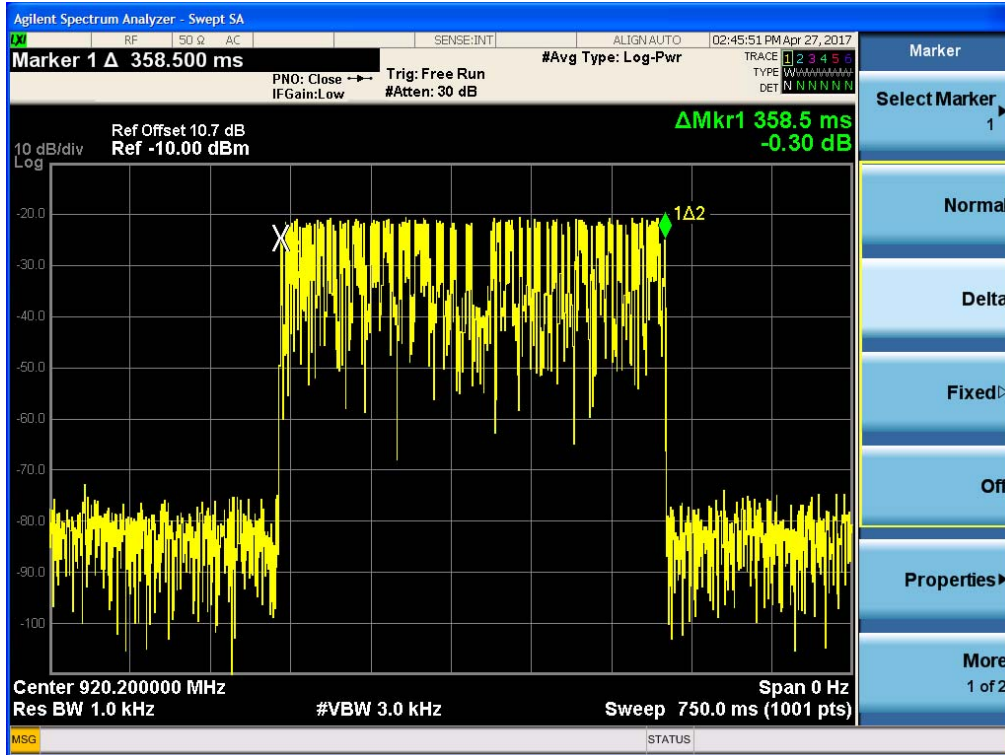 Agilent Spectrum Analyzer - Swept SA
LXI RF 50 Ω AC SENSE:INT ALIGN AUTO 02:45:51 PM Apr 27, 2017
Marker 1 Δ 358.500 ms
PNO: Close
IFGain:Low
Trig: Free Run
#Atten: 30 dB
#Avg Type: Log-Pwr
TRACE 1 2 3 4 5 6
TYPE WWWWWW
DET N N N N N N
Ref Offset 10.7 dB
10 dB/div Ref -10.00 dBm
Log
ΔMkr1 358.5 ms
-0.30 dB
1Δ2
-20.0
-30.0
-40.0
-50.0
-60.0
-70.0
-80.0
-90.0
-100
Center 920.200000 MHz
Span 0 Hz
Res BW 1.0 kHz
#VBW 3.0 kHz
Sweep 750.0 ms (1001 pts)
MSG
STATUS
Marker
Select Marker
1
Normal
Delta
Fixed
Off
Properties
More
1 of 2